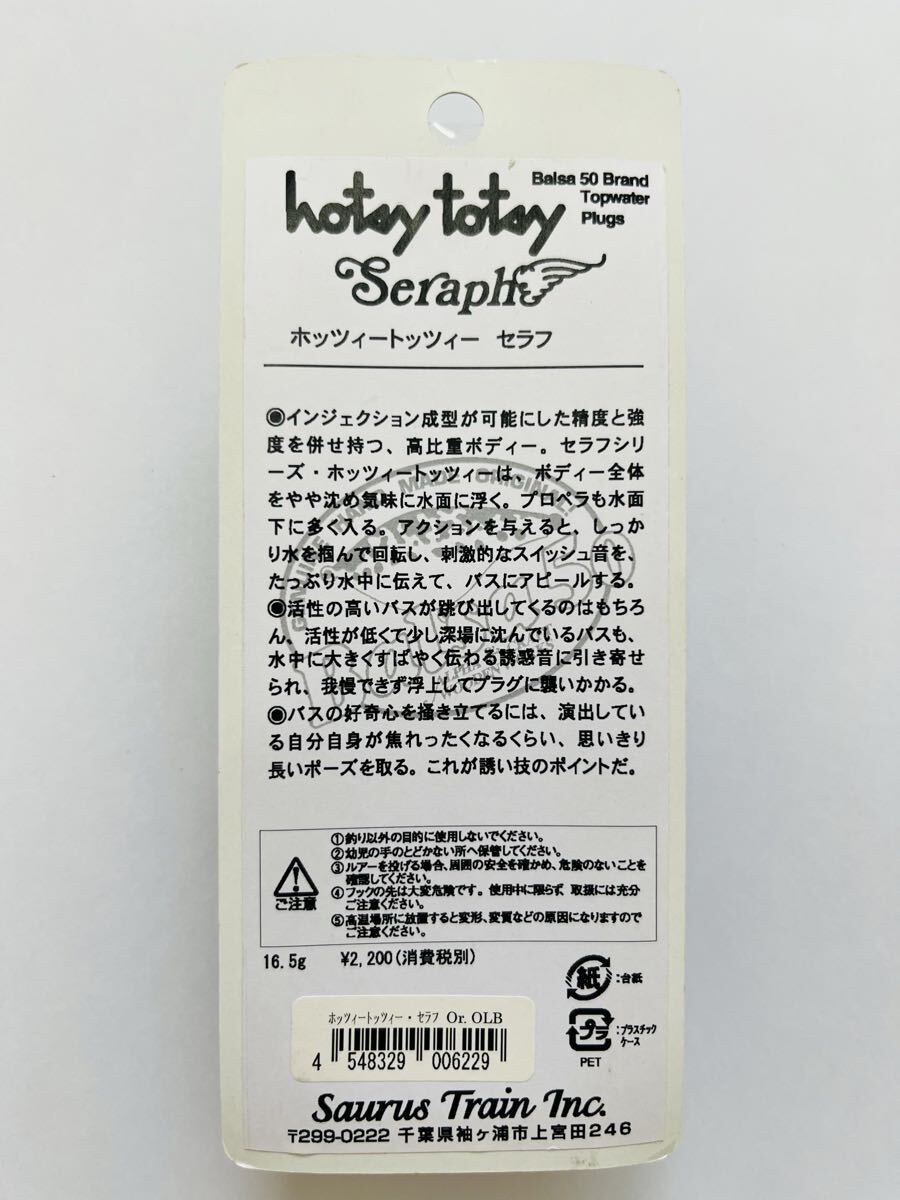 hotsy totsy
Balsa 50 Brand
Topwater
Plugs
Seraph
ホッツィートッツィー セラフ
◉インジェクション成型が可能にした精度と強
度を併せ持つ、高比重ボディー。セラフシリ
ーズ・ホッツィートッツィーは、ボディー全体
をやや沈め気味に水面に浮く。プロペラも水面
下に多く入る。アクションを与えると、しっか
り水を掴んで回転し、刺激的なスイッシュ音を、
たっぷり水中に伝えて、バスにアピールする。
◉活性の高いバスが跳び出してくるのはもちろ
ん、活性が低くて少し深場に沈んでいるバスも、
水中に大きくすばやく伝わる誘惑音に引き寄せ
られ、我慢できず浮上してプラグに襲いかかる。
◉バスの好奇心を掻き立てるには、演出してい
る自分自身が焦れったくなるくらい、思いきり
長いポーズを取る。これが誘い技のポイントだ。
GENUINE HAND MADE ORIGINAL
Balsa50
ご注意
①釣り以外の目的に使用しないでください。
②幼児の手のとどかない所へ保管してください。
③ルアーを投げる場合、周囲の安全を確かめ、危険のないことを
確認してください。
④フックの先は大変危険です。使用中に限らず、取扱には充分
ご注意ください。
⑤高温場所に放置すると変形、変質などの原因になりますので
ご注意ください。
16.5g ¥2,200(消費税別)
紙 :台紙
プラ :プラスチック
ケース
PET
ホッツィートッツィー・セラフ Or. OLB
4 548329 006229
Saurus Train Inc.
〒299-0222 千葉県袖ヶ浦市上宮田246